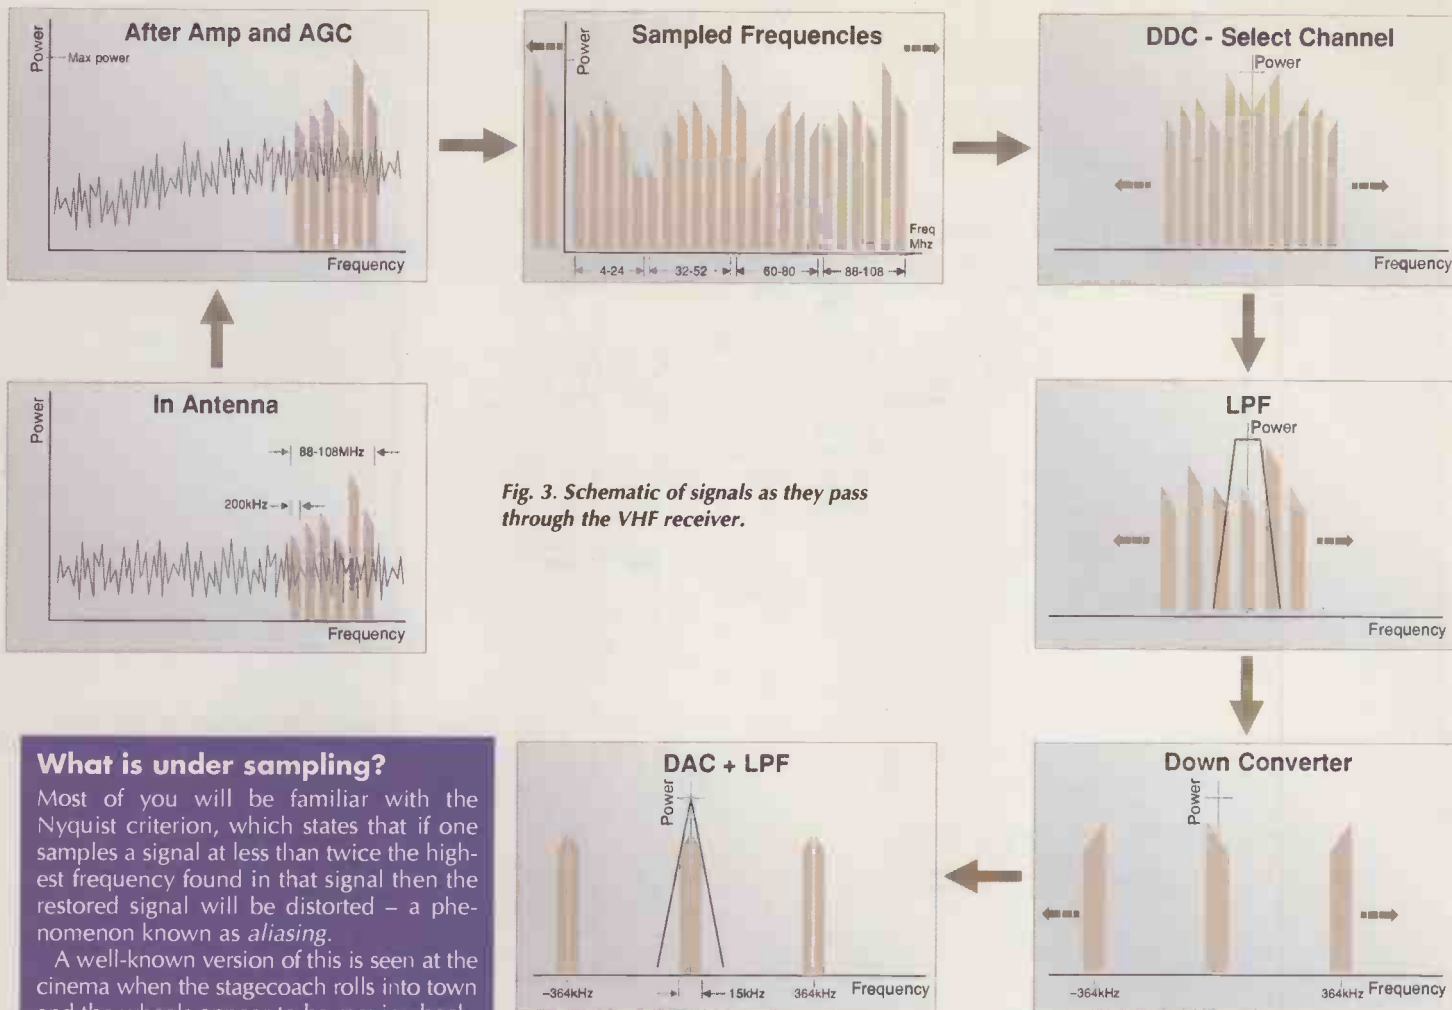 After Amp and AGC
Power
Max power
Frequency
Sampled Frequencies
Power
Freq
Mhz
4-24
32-52
60-80
88-108
DDC - Select Channel
Power
Frequency
In Antenna
Power
88-108MHz
200kHz
Frequency
Fig. 3. Schematic of signals as they pass
through the VHF receiver.
LPF
Power
Frequency
What is under sampling?
Most of you will be familiar with the
Nyquist criterion, which states that if one
samples a signal at less than twice the high-
est frequency found in that signal then the
restored signal will be distorted – a phe-
nomenon known as aliasing.
A well-known version of this is seen at the
cinema when the stagecoach rolls into town
DAC + LPF
Power
-364kHz
15kHz
364kHz
Frequency
Down Converter
Power
-364kHz
364kHz
Frequency